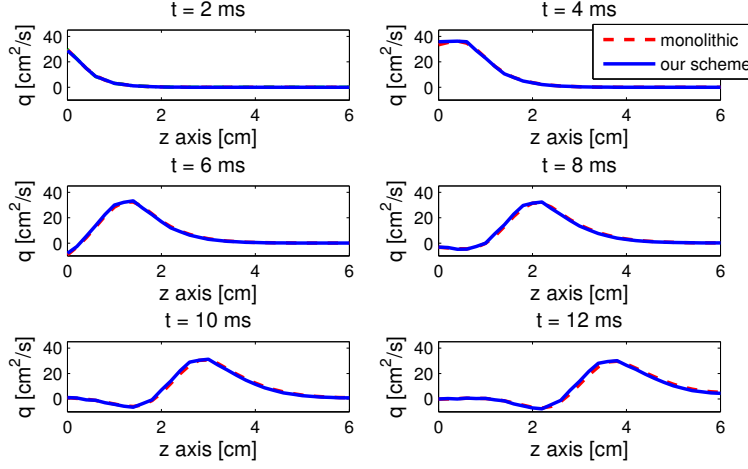 t = 2 ms
q [cm²/s]
40
20
0
0 2 4 6
z axis [cm]
t = 4 ms
monolithic
our scheme
q [cm²/s]
40
20
0
0 2 4 6
z axis [cm]
t = 6 ms
q [cm²/s]
40
20
0
0 2 4 6
z axis [cm]
t = 8 ms
q [cm²/s]
40
20
0
0 2 4 6
z axis [cm]
t = 10 ms
q [cm²/s]
40
20
0
0 2 4 6
z axis [cm]
t = 12 ms
q [cm²/s]
40
20
0
0 2 4 6
z axis [cm]